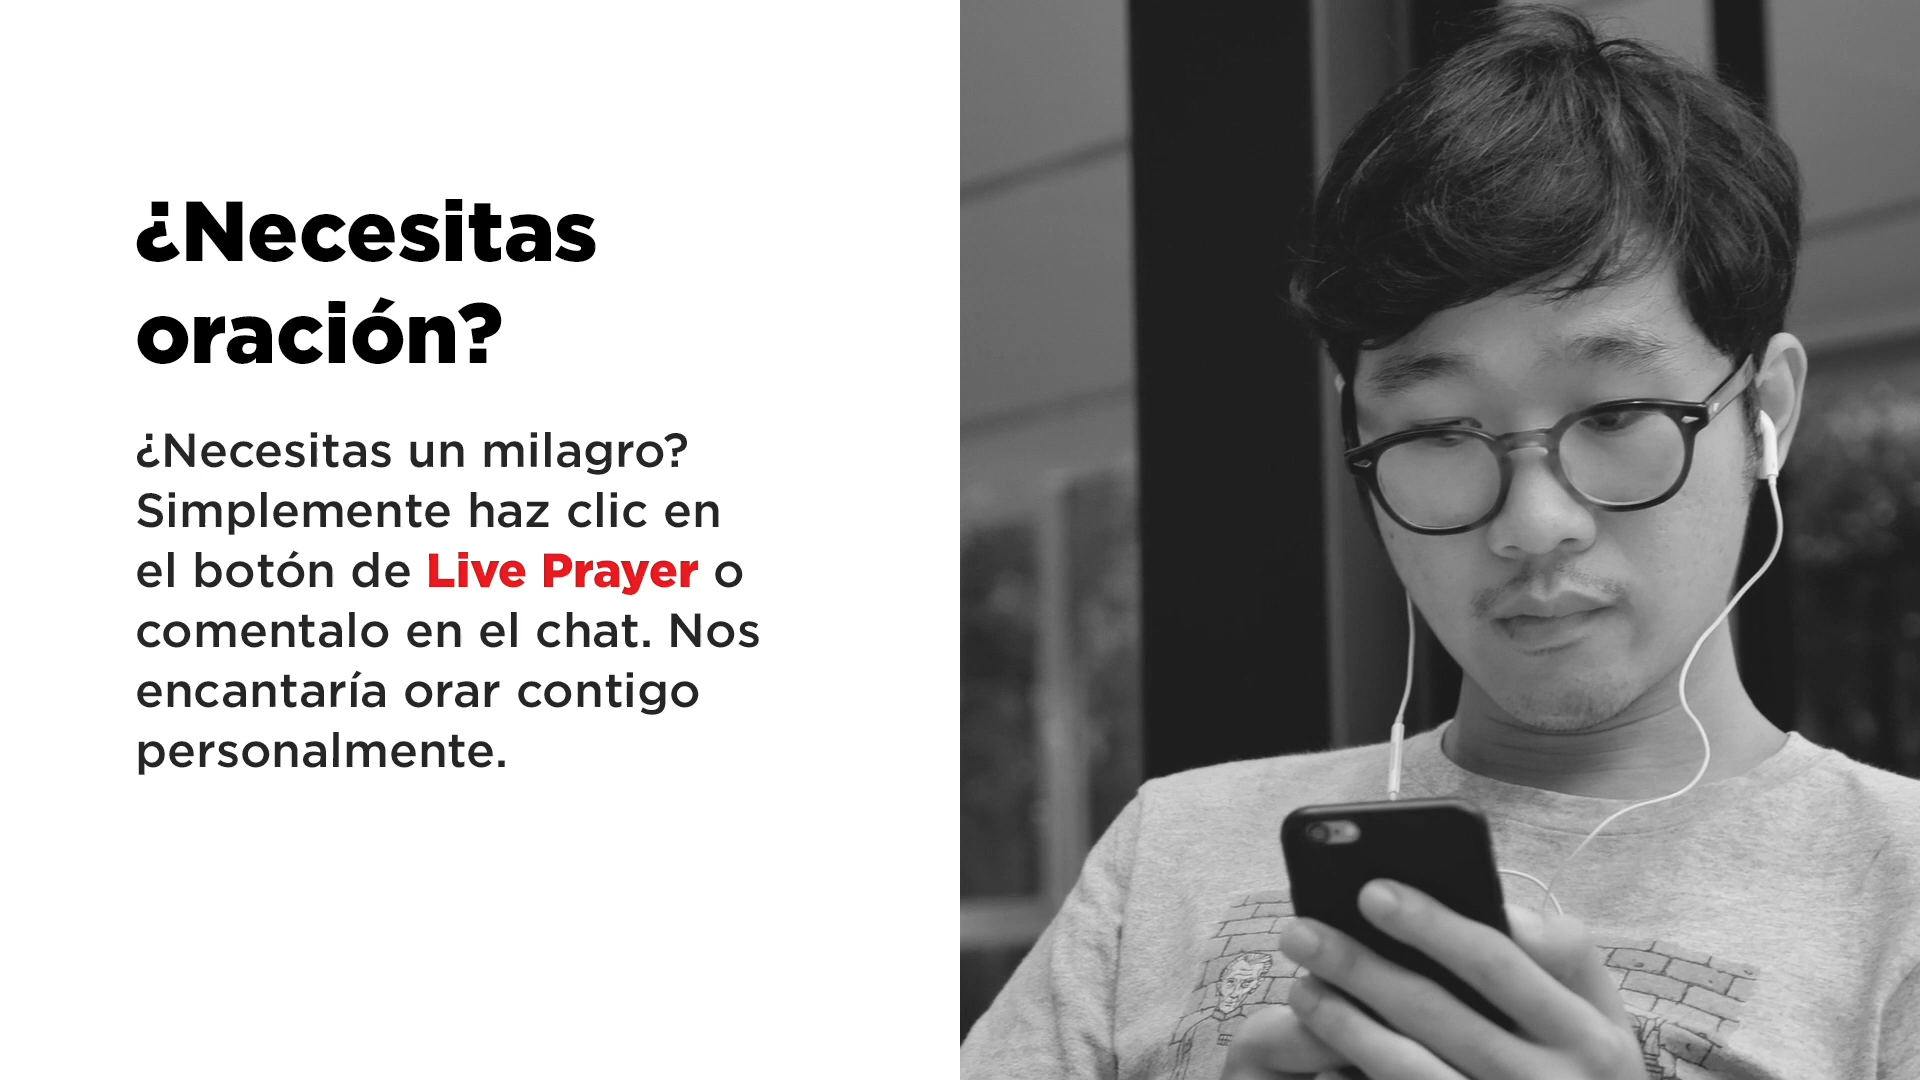 ¿Necesitas
oración?
¿Necesitas un milagro?
Simplemente haz clic en
el botón de Live Prayer o
comentalo en el chat. Nos
encantaría orar contigo
personalmente.